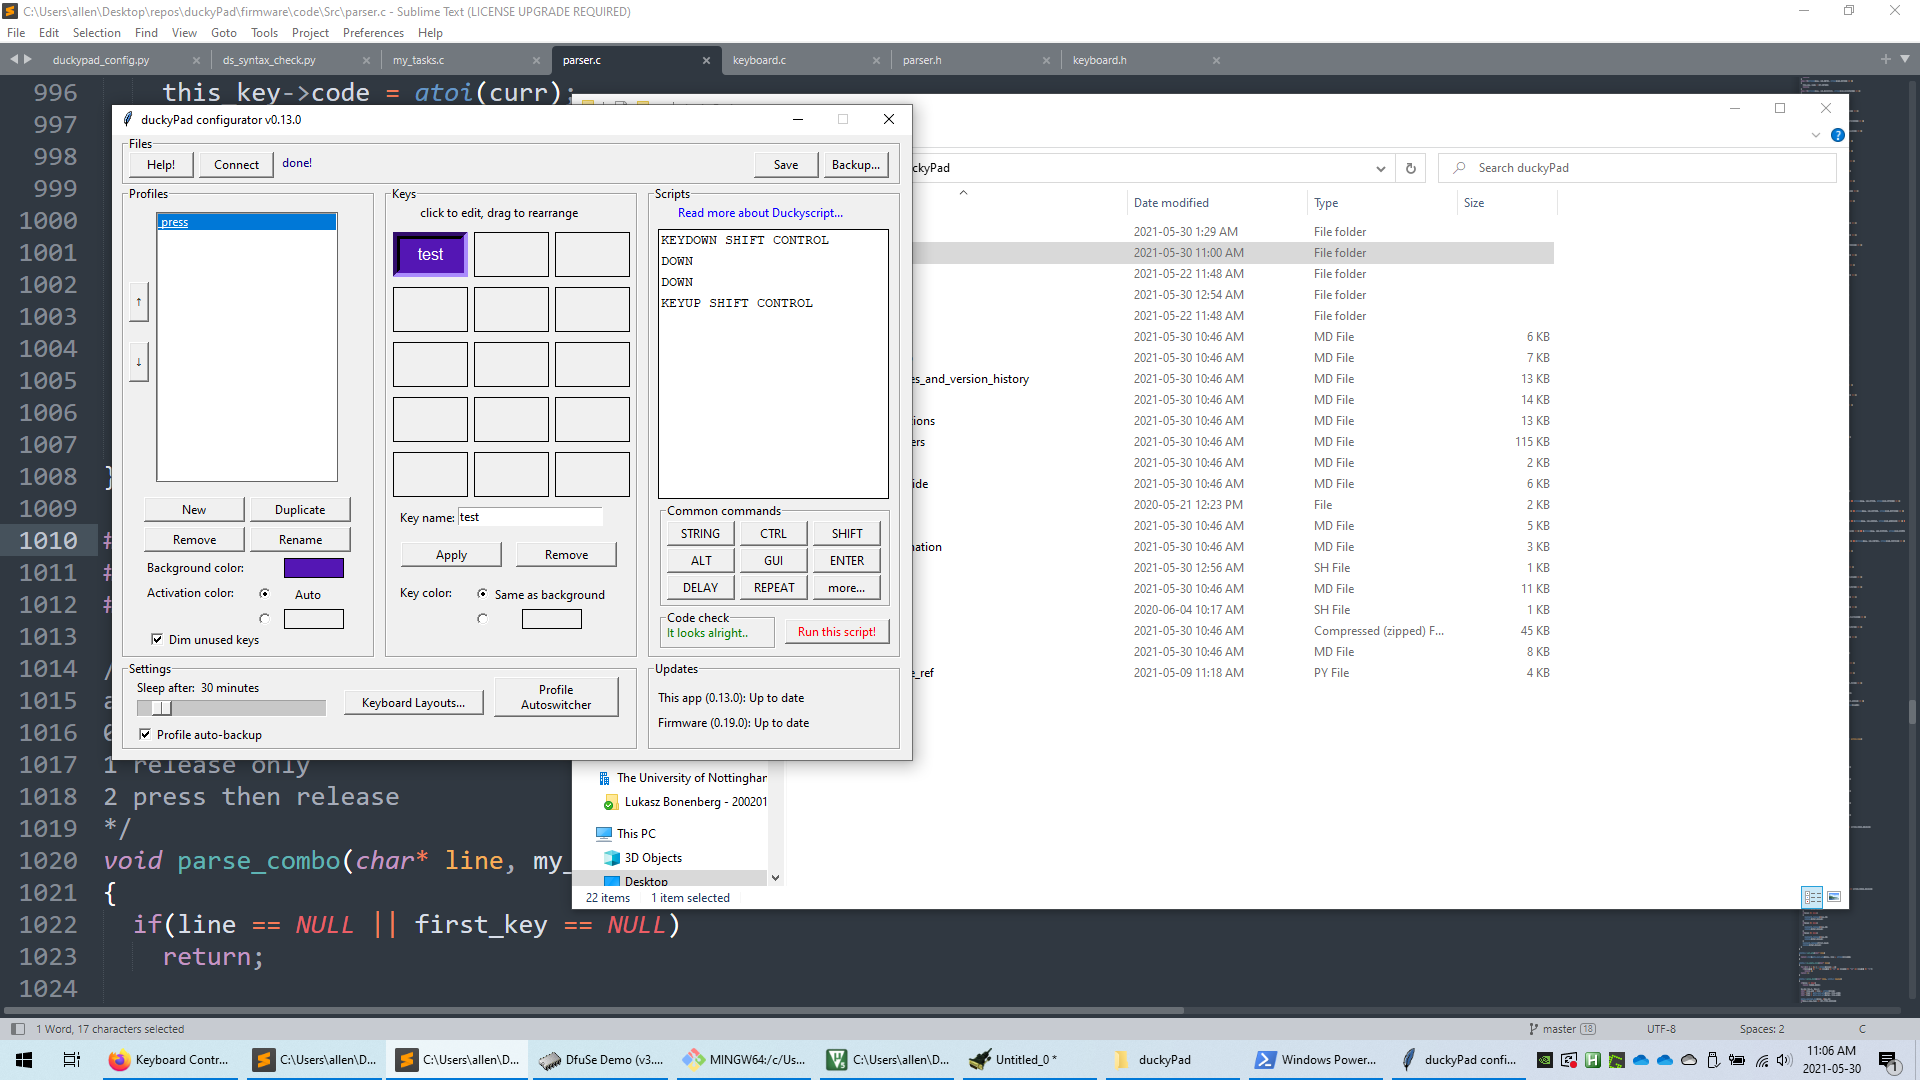 C:\Users\allen\Desktop\repos\duckyPad\firmware\code\Src\parser.c - Sublime Text (LICENSE UPGRADE REQUIRED)
File Edit Selection Find View Goto Tools Project Preferences Help
duckypad_config.py ds_syntax_check.py my_tasks.c parser.c keyboard.c parser.h keyboard.h
996 this_key->code = atoi(curr);
997
998
999
1000
1001
1002
1003
1004
1005
1006
1007
1008 }
1009
1010 #
1011 #
1012 #
1013
1014 /
1015 a
1016
1017 1 release only
1018 2 press then release
1019 */
1020 void parse_combo(char* line, my_
1021 {
1022 if(line == NULL || first_key == NULL)
1023 return;
1024
duckyPad configurator v0.13.0
Files
Help! Connect done! Save Backup...
Profiles
press
New Duplicate
Remove Rename
Background color:
Activation color: Auto
Dim unused keys
Keys
click to edit, drag to rearrange
test
Key name: test
Apply Remove
Key color: Same as background
Scripts
Read more about Duckyscript...
KEYDOWN SHIFT CONTROL
DOWN
DOWN
KEYUP SHIFT CONTROL
Common commands
STRING CTRL SHIFT
ALT GUI ENTER
DELAY REPEAT more...
Code check
It looks alright..
Run this script!
Settings
Sleep after: 30 minutes
Keyboard Layouts...
Profile
Autoswitcher
Profile auto-backup
Updates
This app (0.13.0): Up to date
Firmware (0.19.0): Up to date
ckyPad Search duckyPad
Date modified Type Size
2021-05-30 1:29 AM File folder
2021-05-30 11:00 AM File folder
2021-05-22 11:48 AM File folder
2021-05-30 12:54 AM File folder
2021-05-22 11:48 AM File folder
2021-05-30 10:46 AM MD File 6 KB
2021-05-30 10:46 AM MD File 7 KB
es_and_version_history 2021-05-30 10:46 AM MD File 13 KB
2021-05-30 10:46 AM MD File 14 KB
ions 2021-05-30 10:46 AM MD File 13 KB
ers 2021-05-30 10:46 AM MD File 115 KB
2021-05-30 10:46 AM MD File 2 KB
ide 2021-05-30 10:46 AM MD File 6 KB
2020-05-21 12:23 PM File 2 KB
2021-05-30 10:46 AM MD File 5 KB
nation 2021-05-30 10:46 AM MD File 3 KB
2021-05-30 12:56 AM SH File 1 KB
2021-05-30 10:46 AM MD File 11 KB
2020-06-04 10:17 AM SH File 1 KB
2021-05-30 10:46 AM Compressed (zipped) F... 45 KB
2021-05-30 10:46 AM MD File 8 KB
e_ref 2021-05-09 11:18 AM PY File 4 KB
The University of Nottinghar
Lukasz Bonenberg - 200201
This PC
3D Objects
Desktop
22 items 1 item selected
1 Word, 17 characters selected master 18 UTF-8 Spaces: 2 C
Keyboard Contr... C:\Users\allen\D... C:\Users\allen\D... DfuSe Demo (v3.... MINGW64:/c/Us... C:\Users\allen\D... Untitled_0 * duckyPad Windows Power... duckyPad confi...
11:06 AM
2021-05-30
1